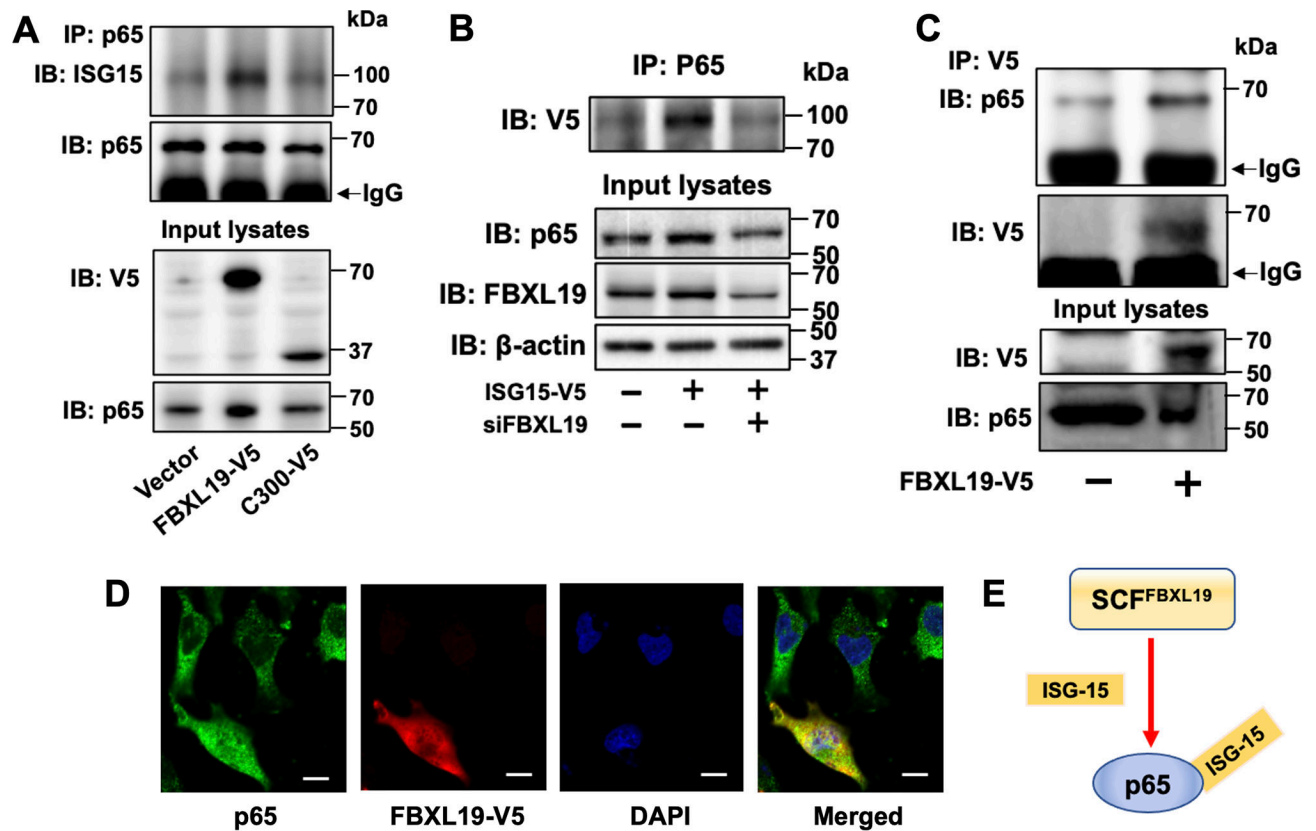 A
IP: p65
kDa
IB: ISG15
100
70
IB: p65
70
IgG
Input lysates
IB: V5
70
37
IB: p65
70
50
Vector
FBXL19-V5
C300-V5
B
IP: P65
kDa
IB: V5
100
70
Input lysates
IB: p65
70
50
IB: FBXL19
70
50
IB: β-actin
50
37
ISG15-V5 − + +
siFBXL19 − − +
C
IP: V5
kDa
IB: p65
70
IgG
IB: V5
70
IgG
Input lysates
IB: V5
70
50
IB: p65
70
50
FBXL19-V5 − +
D
p65
FBXL19-V5
DAPI
Merged
E
SCFFBXL19
ISG-15
ISG-15
p65